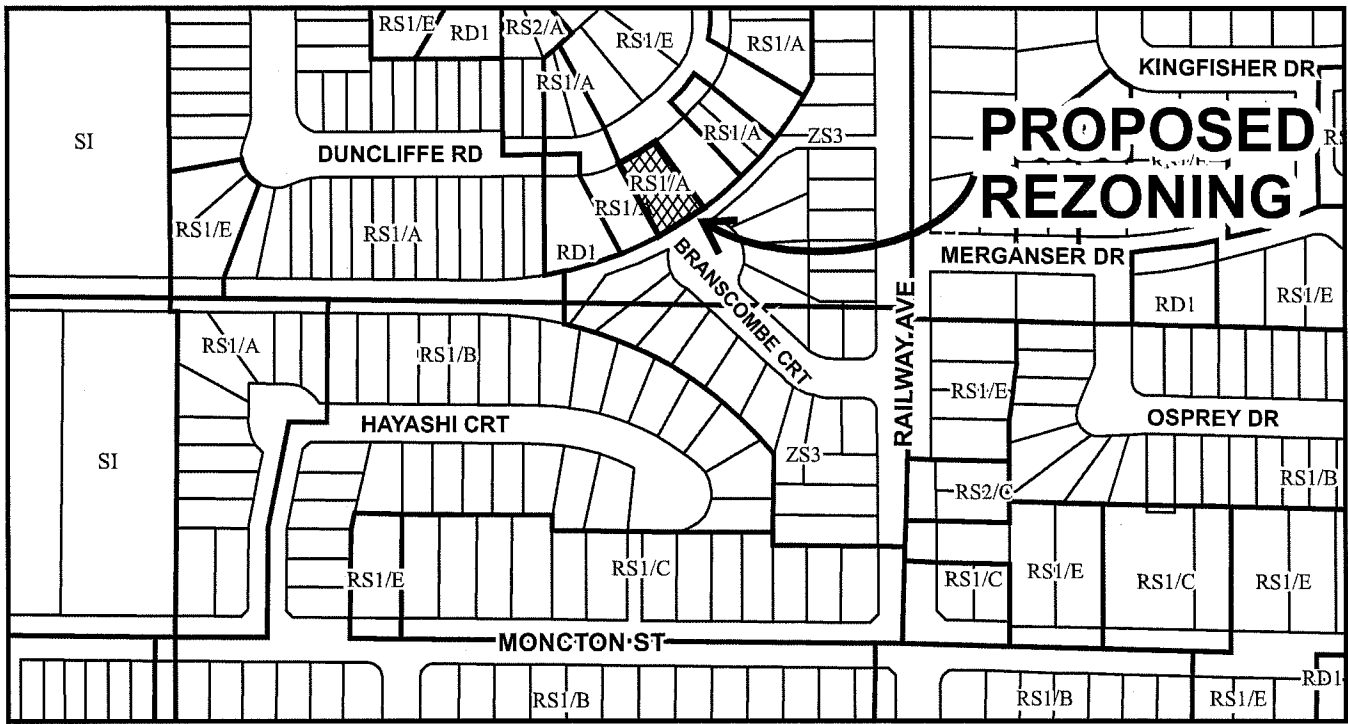 RS1/E
RD1
RS2/A
RS1/E
RS1/A
KINGFISHER DR
RS1/A
SI
DUNCLIFFE RD
RS1/A
ZS3
PROPOSED
REZONING
RS1/A
RS1/E
RS1/A
RD1
BRANSCOMBE CRT
MERGANSER DR
RD1
RS1/E
RAILWAY AVE
RS1/A
RS1/B
RS1/E
HAYASHI CRT
OSPREY DR
SI
ZS3
RS2/C
RS1/B
RS1/E
RS1/C
RS1/C
RS1/E
RS1/C
RS1/E
MONCTON ST
RS1/B
RS1/B
RS1/E
RD1